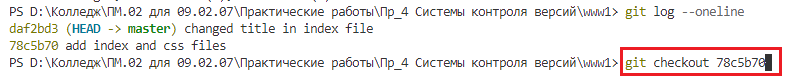 PS D:\Колледж\ПМ.02 для 09.02.07\Практические работы\Пр_4 Системы контроля версий\www1> git log --oneline
daf2bd3 (HEAD -> master) changed title in index file
78c5b70 add index and css files
PS D:\Колледж\ПМ.02 для 09.02.07\Практические работы\Пр_4 Системы контроля версий\www1> git checkout 78c5b70